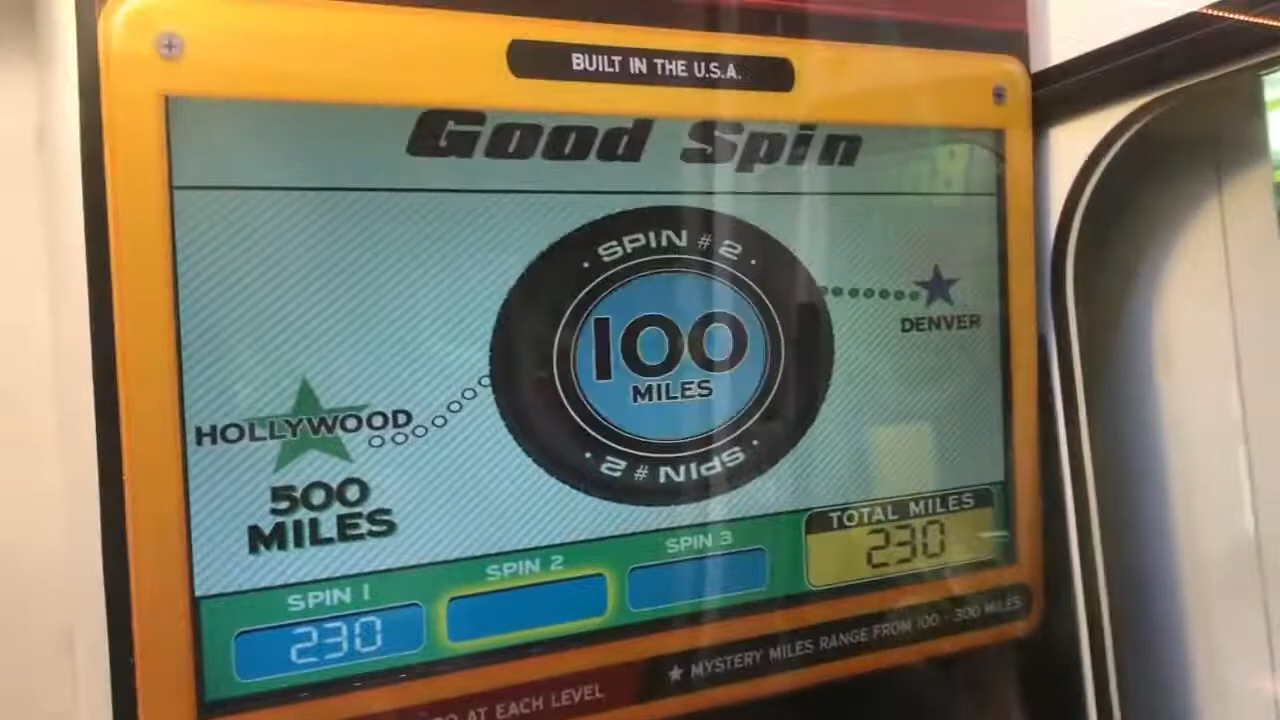 BUILT IN THE U.S.A.
Good Spin
SPIN # 2
100
MILES
SPIN # 2
DENVER
HOLLYWOOD
500
MILES
SPIN 1
230
SPIN 2
SPIN 3
TOTAL MILES
230
AT EACH LEVEL
★ MYSTERY MILES RANGE FROM 100 - 300 MILES